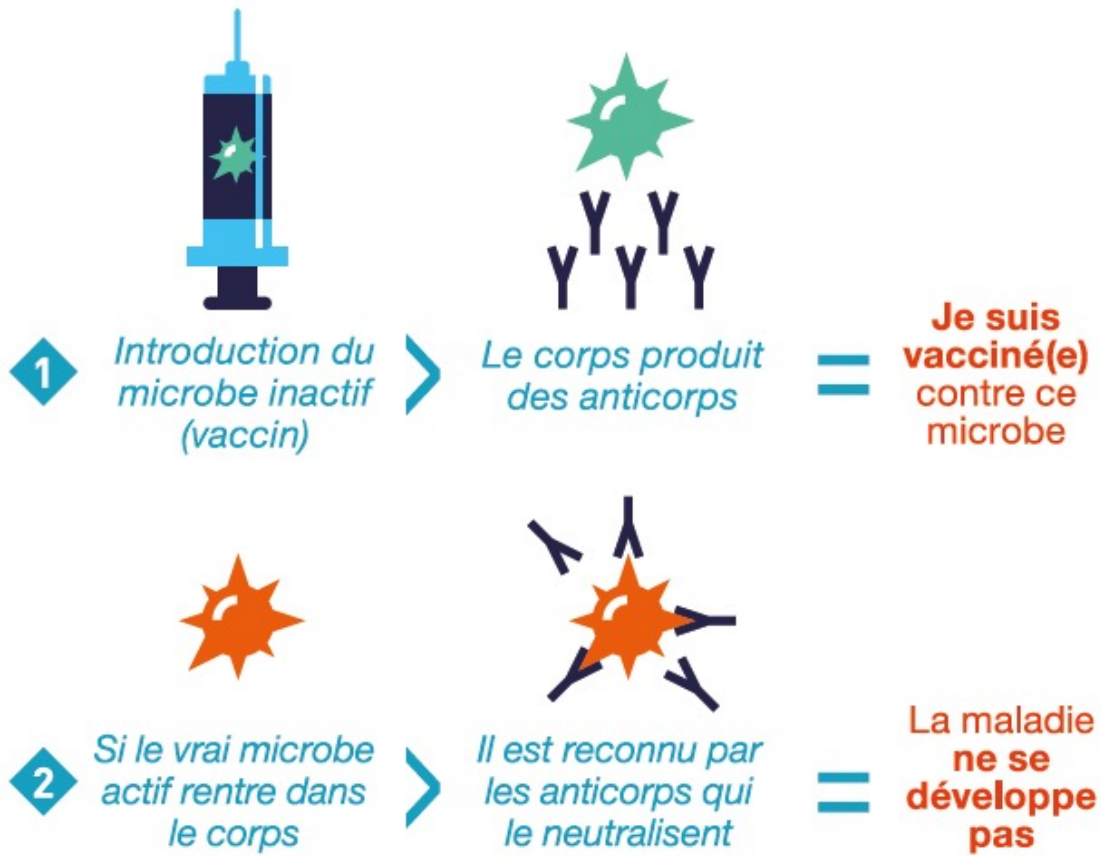 1
Introduction du
microbe inactif
(vaccin)
>
Le corps produit
des anticorps
=
Je suis
vacciné(e)
contre ce
microbe
2
Si le vrai microbe
actif rentre dans
le corps
>
Il est reconnu par
les anticorps qui
le neutralisent
=
La maladie
ne se
développe
pas